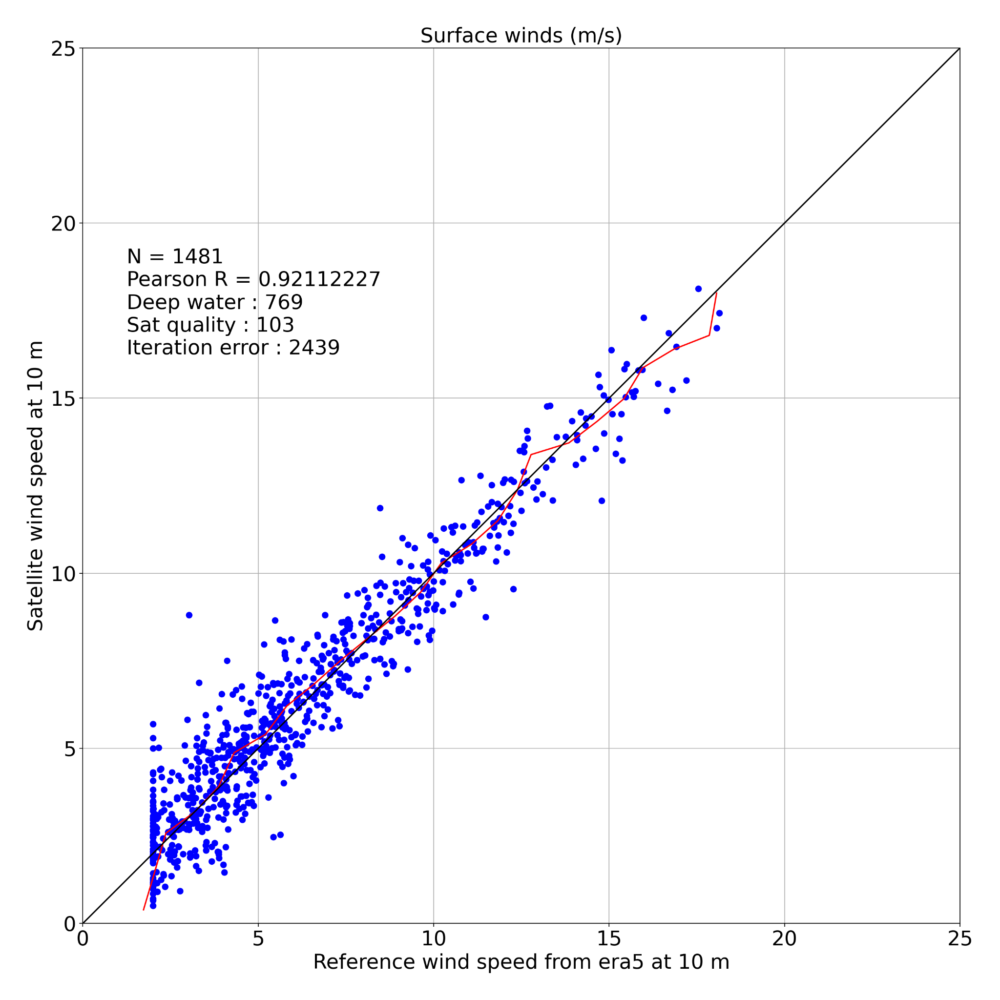 Surface winds (m/s)
25
20
15
10
5
0
N = 1481
Pearson R = 0.92112227
Deep water : 769
Sat quality : 103
Iteration error : 2439
Satellite wind speed at 10 m
0 5 10 15 20 25
Reference wind speed from era5 at 10 m